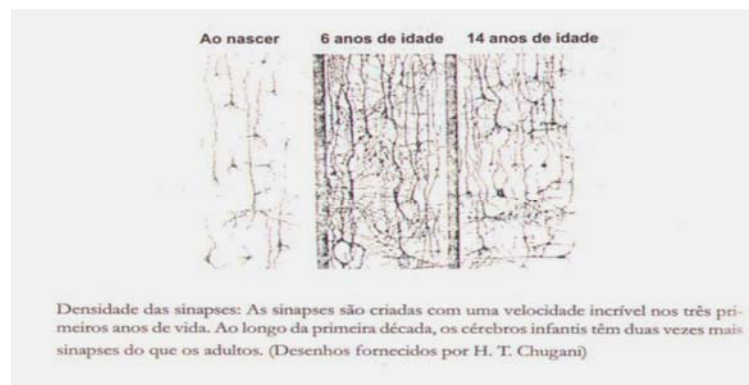 Ao nascer 6 anos de idade 14 anos de idade
Densidade das sinapses: As sinapses são criadas com uma velocidade incrível nos três pri-
meiros anos de vida. Ao longo da primeira década, os cérebros infantis têm duas vezes mais
sinapses do que os adultos. (Desenhos fornecidos por H. T. Chugani)